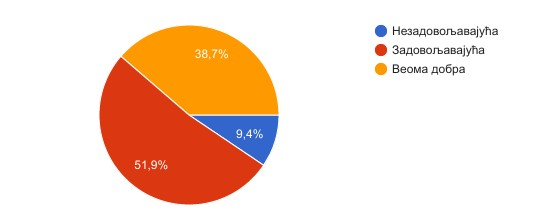 Незадовољавајућа
Задовољавајућа
Веома добра
38,7%
9,4%
51,9%